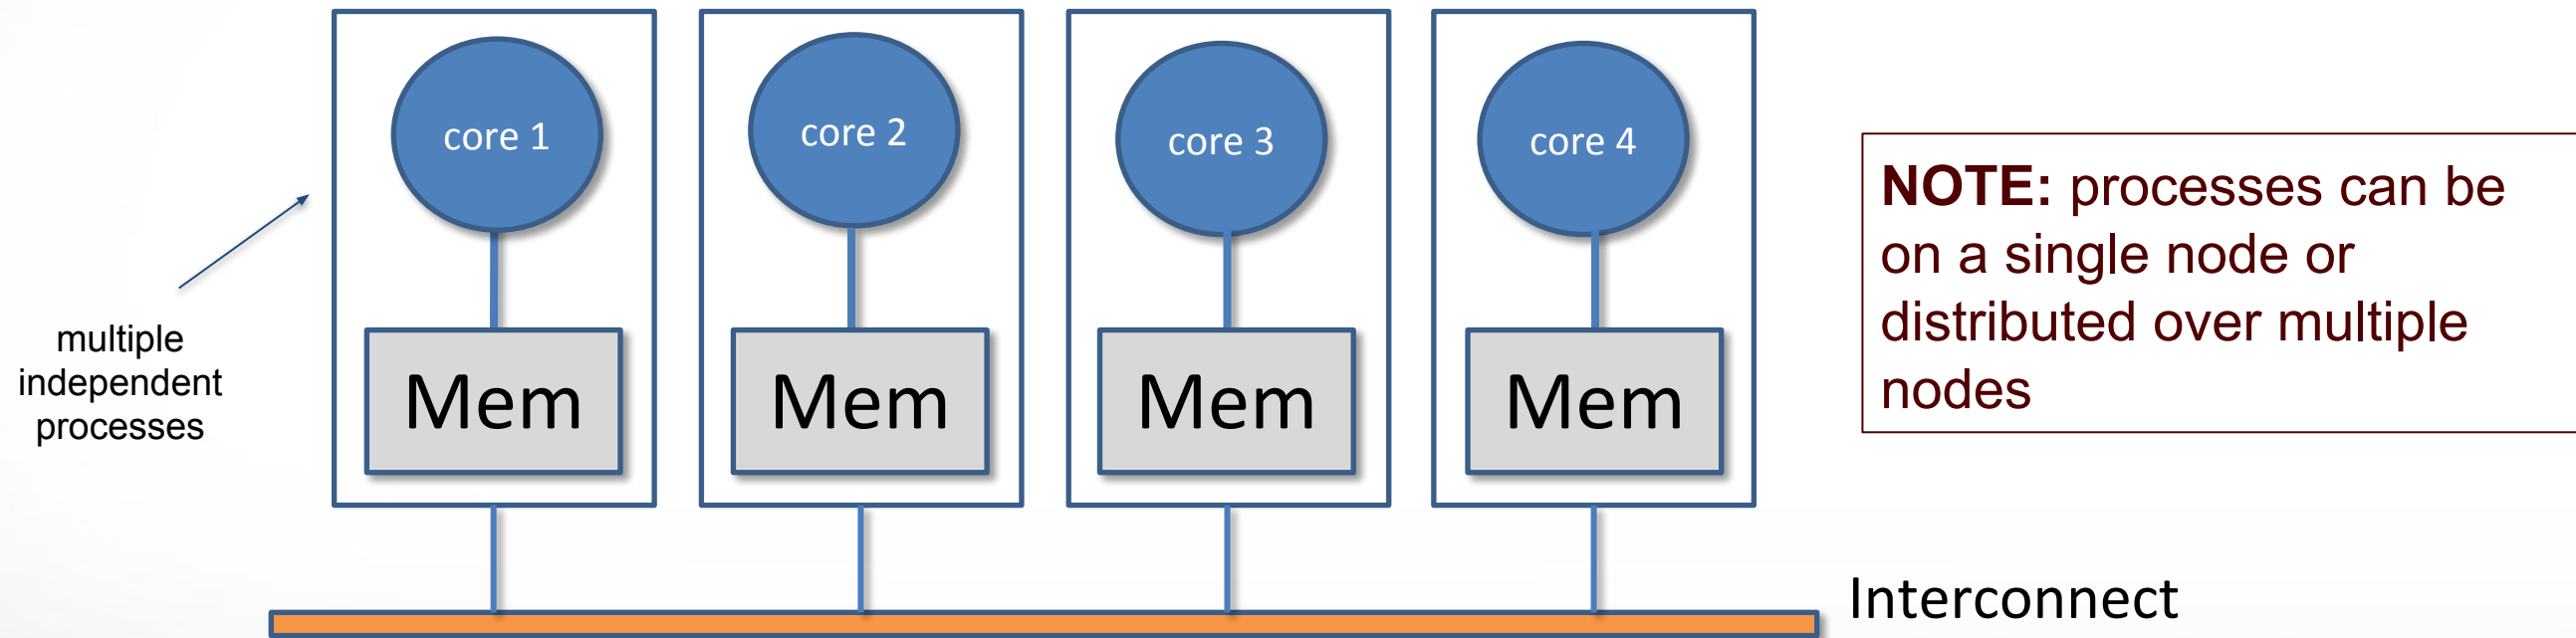 core 1
core 2
core 3
core 4
NOTE: processes can be
on a single node or
distributed over multiple
nodes
multiple
independent
processes
Mem
Mem
Mem
Mem
Interconnect